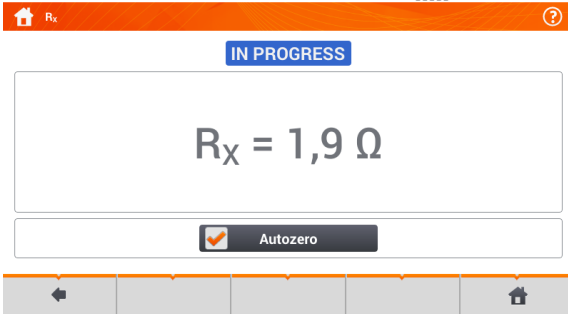 Rx
?
IN PROGRESS
RX = 1,9 Ω
Autozero